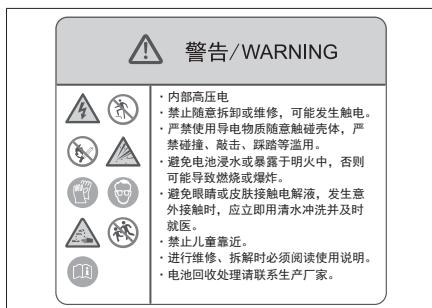 警告/WARNING
·内部高压电
·禁止随意拆卸或维修，可能发生触电。
·严禁使用导电物质随意触碰壳体，严
禁碰撞、敲击、踩踏等滥用。
·避免电池浸水或暴露于明火中，否则
可能导致燃烧或爆炸。
·避免眼睛或皮肤接触电解液，发生意
外接触时，应立即用清水冲洗并及时
就医。
·禁止儿童靠近。
·进行维修、拆解时必须阅读使用说明。
·电池回收处理请联系生产厂家。